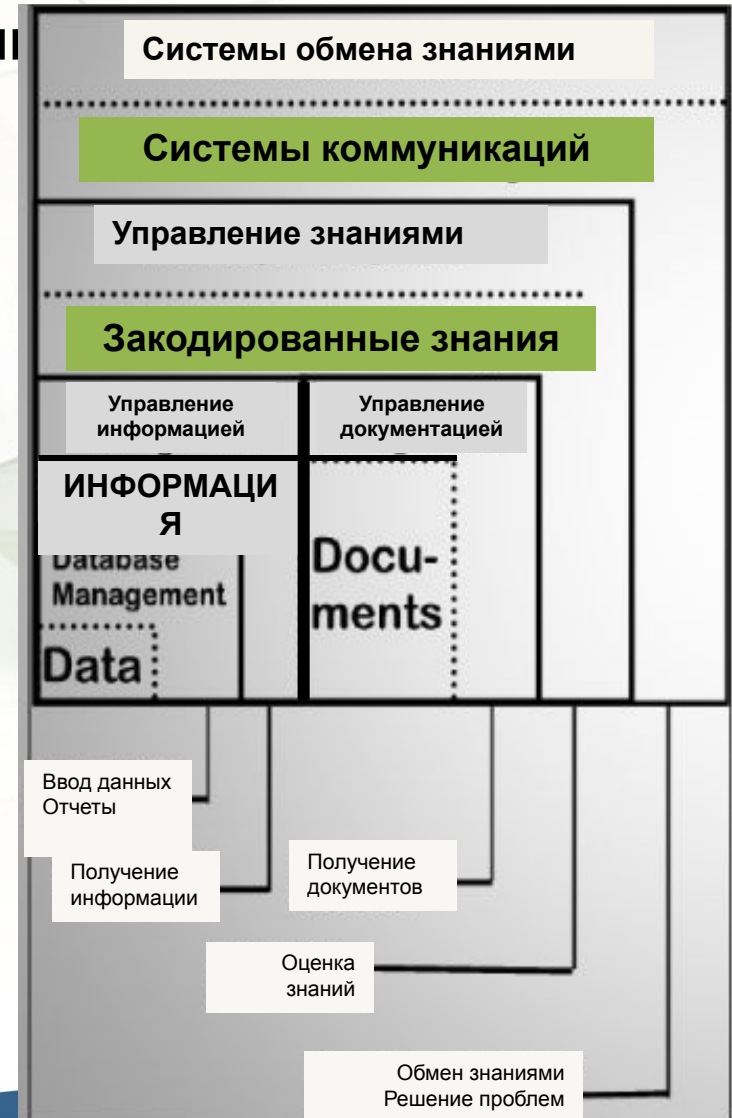 Системы обмена знаниями
Системы коммуникаций
Управление знаниями
Закодированные знания
Управление
информацией
Управление
документацией
ИНФОРМАЦИ
Я
Database
Management
Data
Docu-
ments
Ввод данных
Отчеты
Получение
информации
Получение
документов
Оценка
знаний
Обмен знаниями
Решение проблем